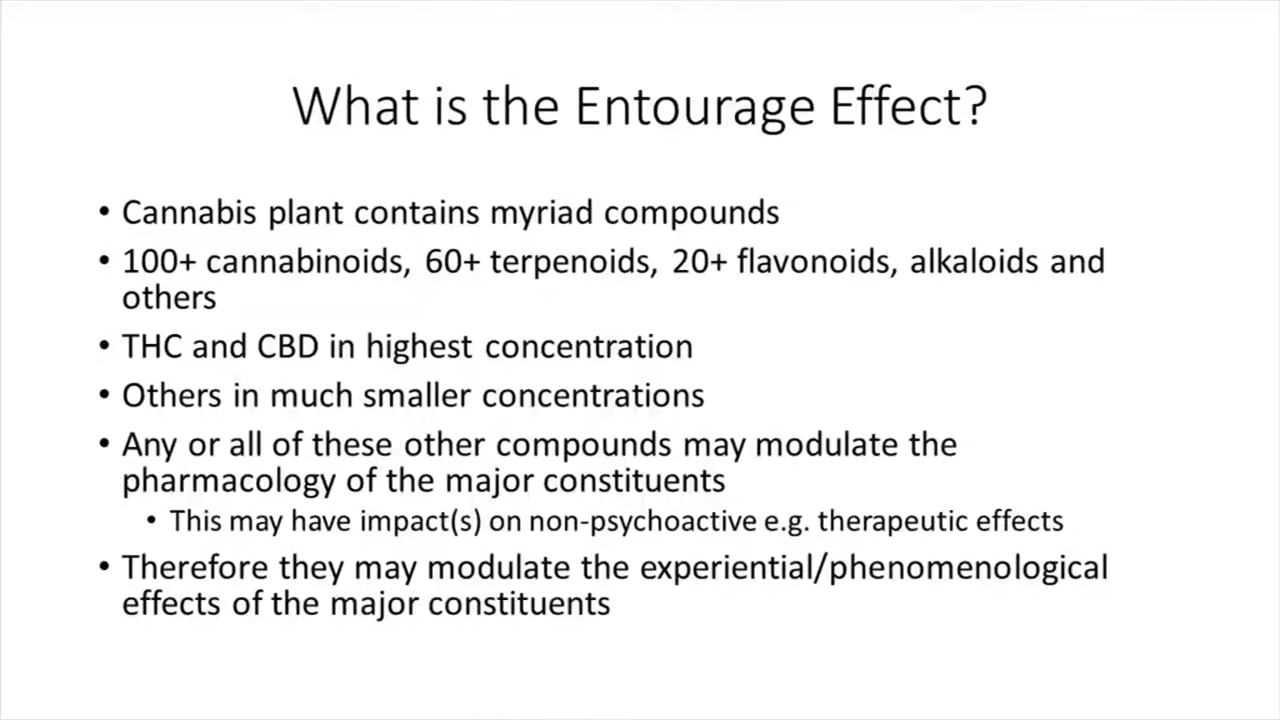 What is the Entourage Effect?
• Cannabis plant contains myriad compounds
• 100+ cannabinoids, 60+ terpenoids, 20+ flavonoids, alkaloids and
others
• THC and CBD in highest concentration
• Others in much smaller concentrations
• Any or all of these other compounds may modulate the
pharmacology of the major constituents
• This may have impact(s) on non-psychoactive e.g. therapeutic effects
• Therefore they may modulate the experiential/phenomenological
effects of the major constituents